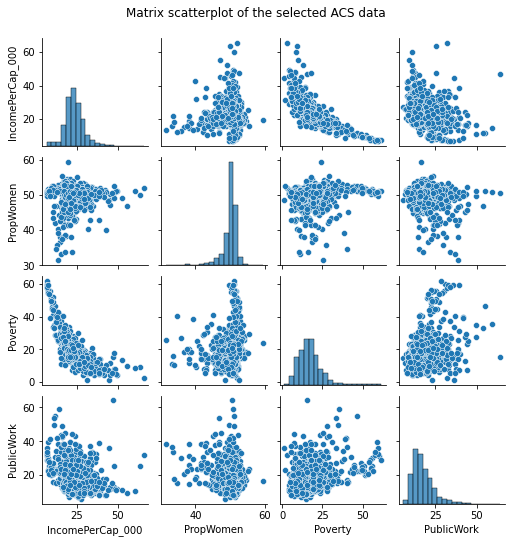 Matrix scatterplot of the selected ACS data
IncomePerCap_000
60
40
20
PropWomen
60
50
40
30
Poverty
60
40
20
0
PublicWork
60
40
20
25 50
IncomePerCap_000
40 50 60
PropWomen
0 20 40 60
Poverty
25 50
PublicWork